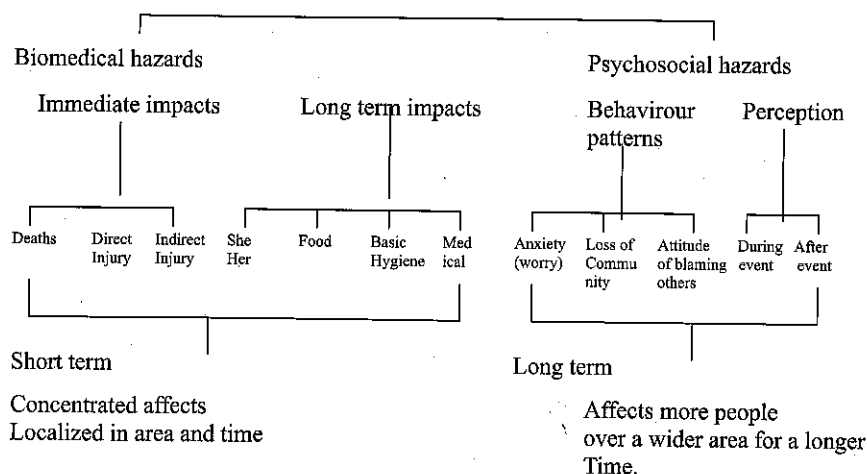 Biomedical hazards
Psychosocial hazards
Immediate impacts
Long term impacts
Behavirour
patterns
Perception
Deaths
Direct
Injury
Indirect
Injury
She
Her
Food
Basic
Hygiene
Med
ical
Anxiety
(worry)
Loss of
Commu
nity
Attitude
of blaming
others
During
event
After
event
Short term
Concentrated affects
Localized in area and time
Long term
Affects more people
over a wider area for a longer
Time.